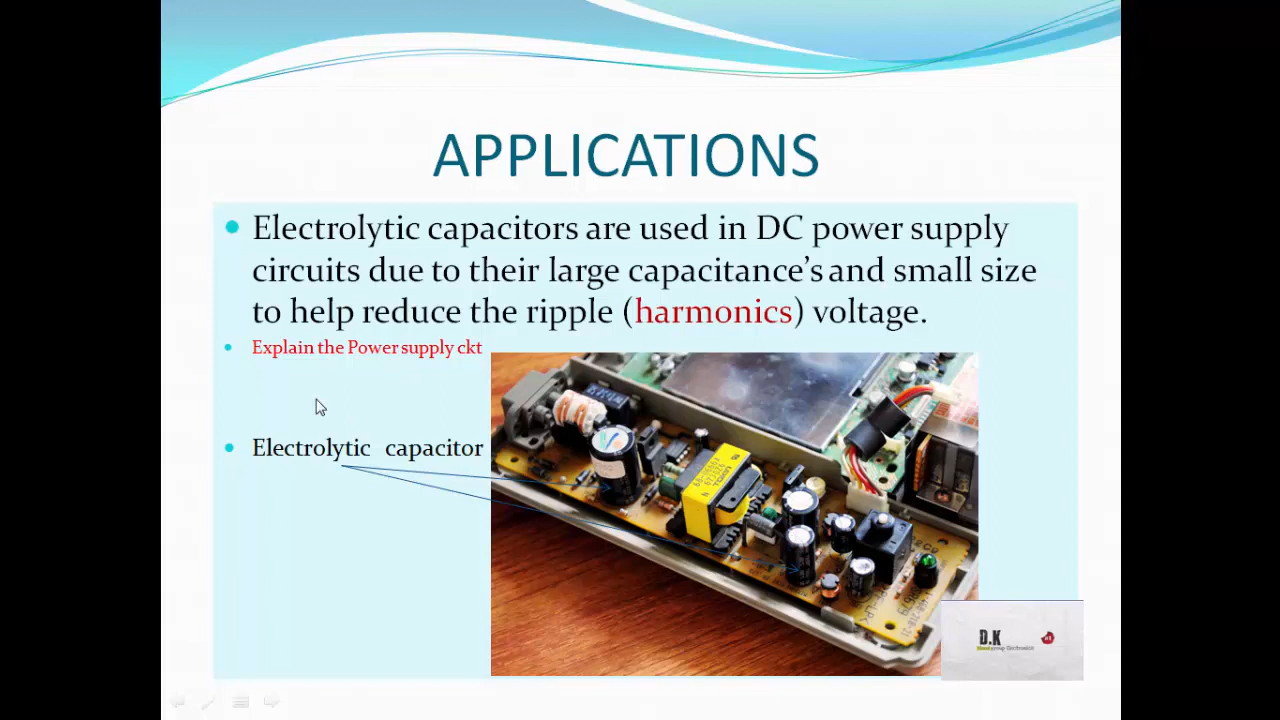 APPLICATIONS
Electrolytic capacitors are used in DC power supply
circuits due to their large capacitance’s and small size
to help reduce the ripple (harmonics) voltage.
Explain the Power supply ckt
Electrolytic capacitor
D.K